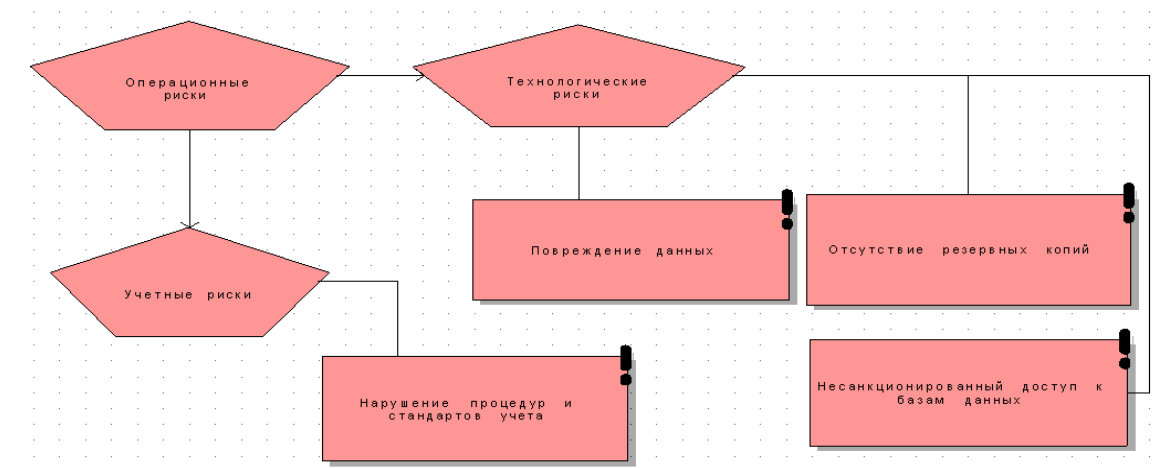 Операционные
риски
Технологические
риски
Повреждение данных
Отсутствие резервных копий
Учетные риски
Нарушение процедур и
стандартов учета
Несанкционированный доступ к
базам данных